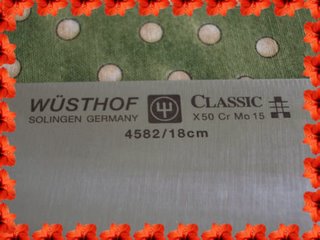 WÜSTHOF CLASSIC
SOLINGEN GERMANY X50 Cr Mo 15
4582/18cm